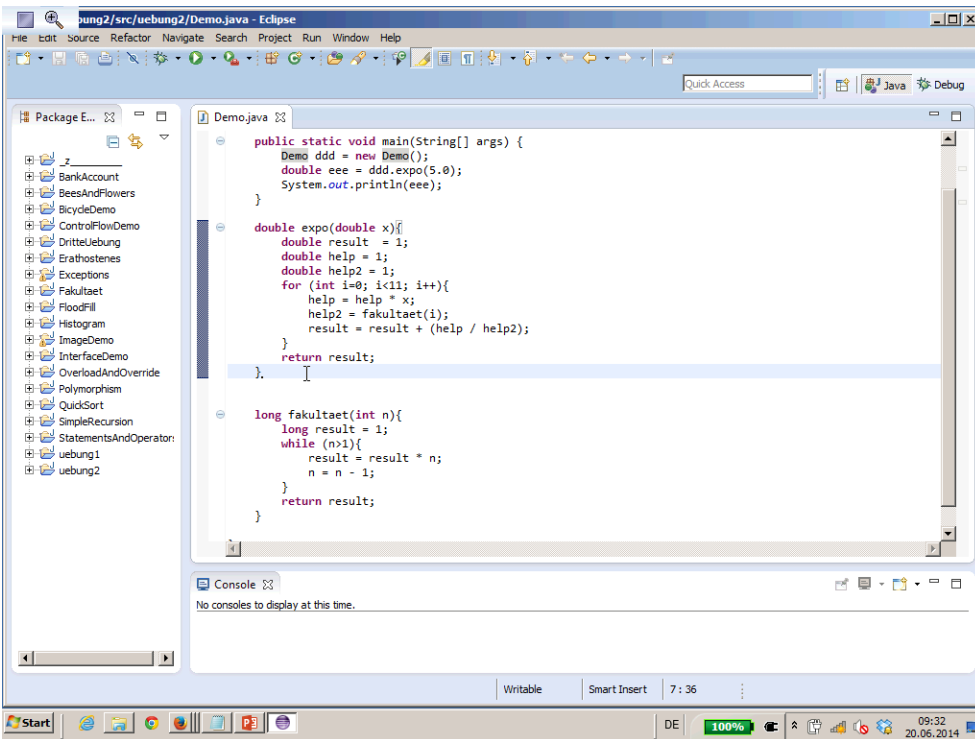 bung2/src/uebung2/Demo.java - Eclipse
File Edit Source Refactor Navigate Search Project Run Window Help
Quick Access
Java
Debug
Package E...
Demo.java
_z_________
BankAccount
BeesAndFlowers
BicycleDemo
ControlFlowDemo
DritteUebung
Erathostenes
Exceptions
Fakultaet
FloodFill
Histogram
ImageDemo
InterfaceDemo
OverloadAndOverride
Polymorphism
QuickSort
SimpleRecursion
StatementsAndOperator
uebung1
uebung2
public static void main(String[] args) {
Demo ddd = new Demo();
double eee = ddd.expo(5.0);
System.out.println(eee);
}
double expo(double x){
double result  = 1;
double help = 1;
double help2 = 1;
for (int i=0; i<11; i++){
help = help * x;
help2 = fakultaet(i);
result = result + (help / help2);
}
return result;
}
long fakultaet(int n){
long result = 1;
while (n>1){
result = result * n;
n = n - 1;
}
return result;
}
Console
No consoles to display at this time.
Writable
Smart Insert
7 : 36
Start
DE
100%
09:32
20.06.2014